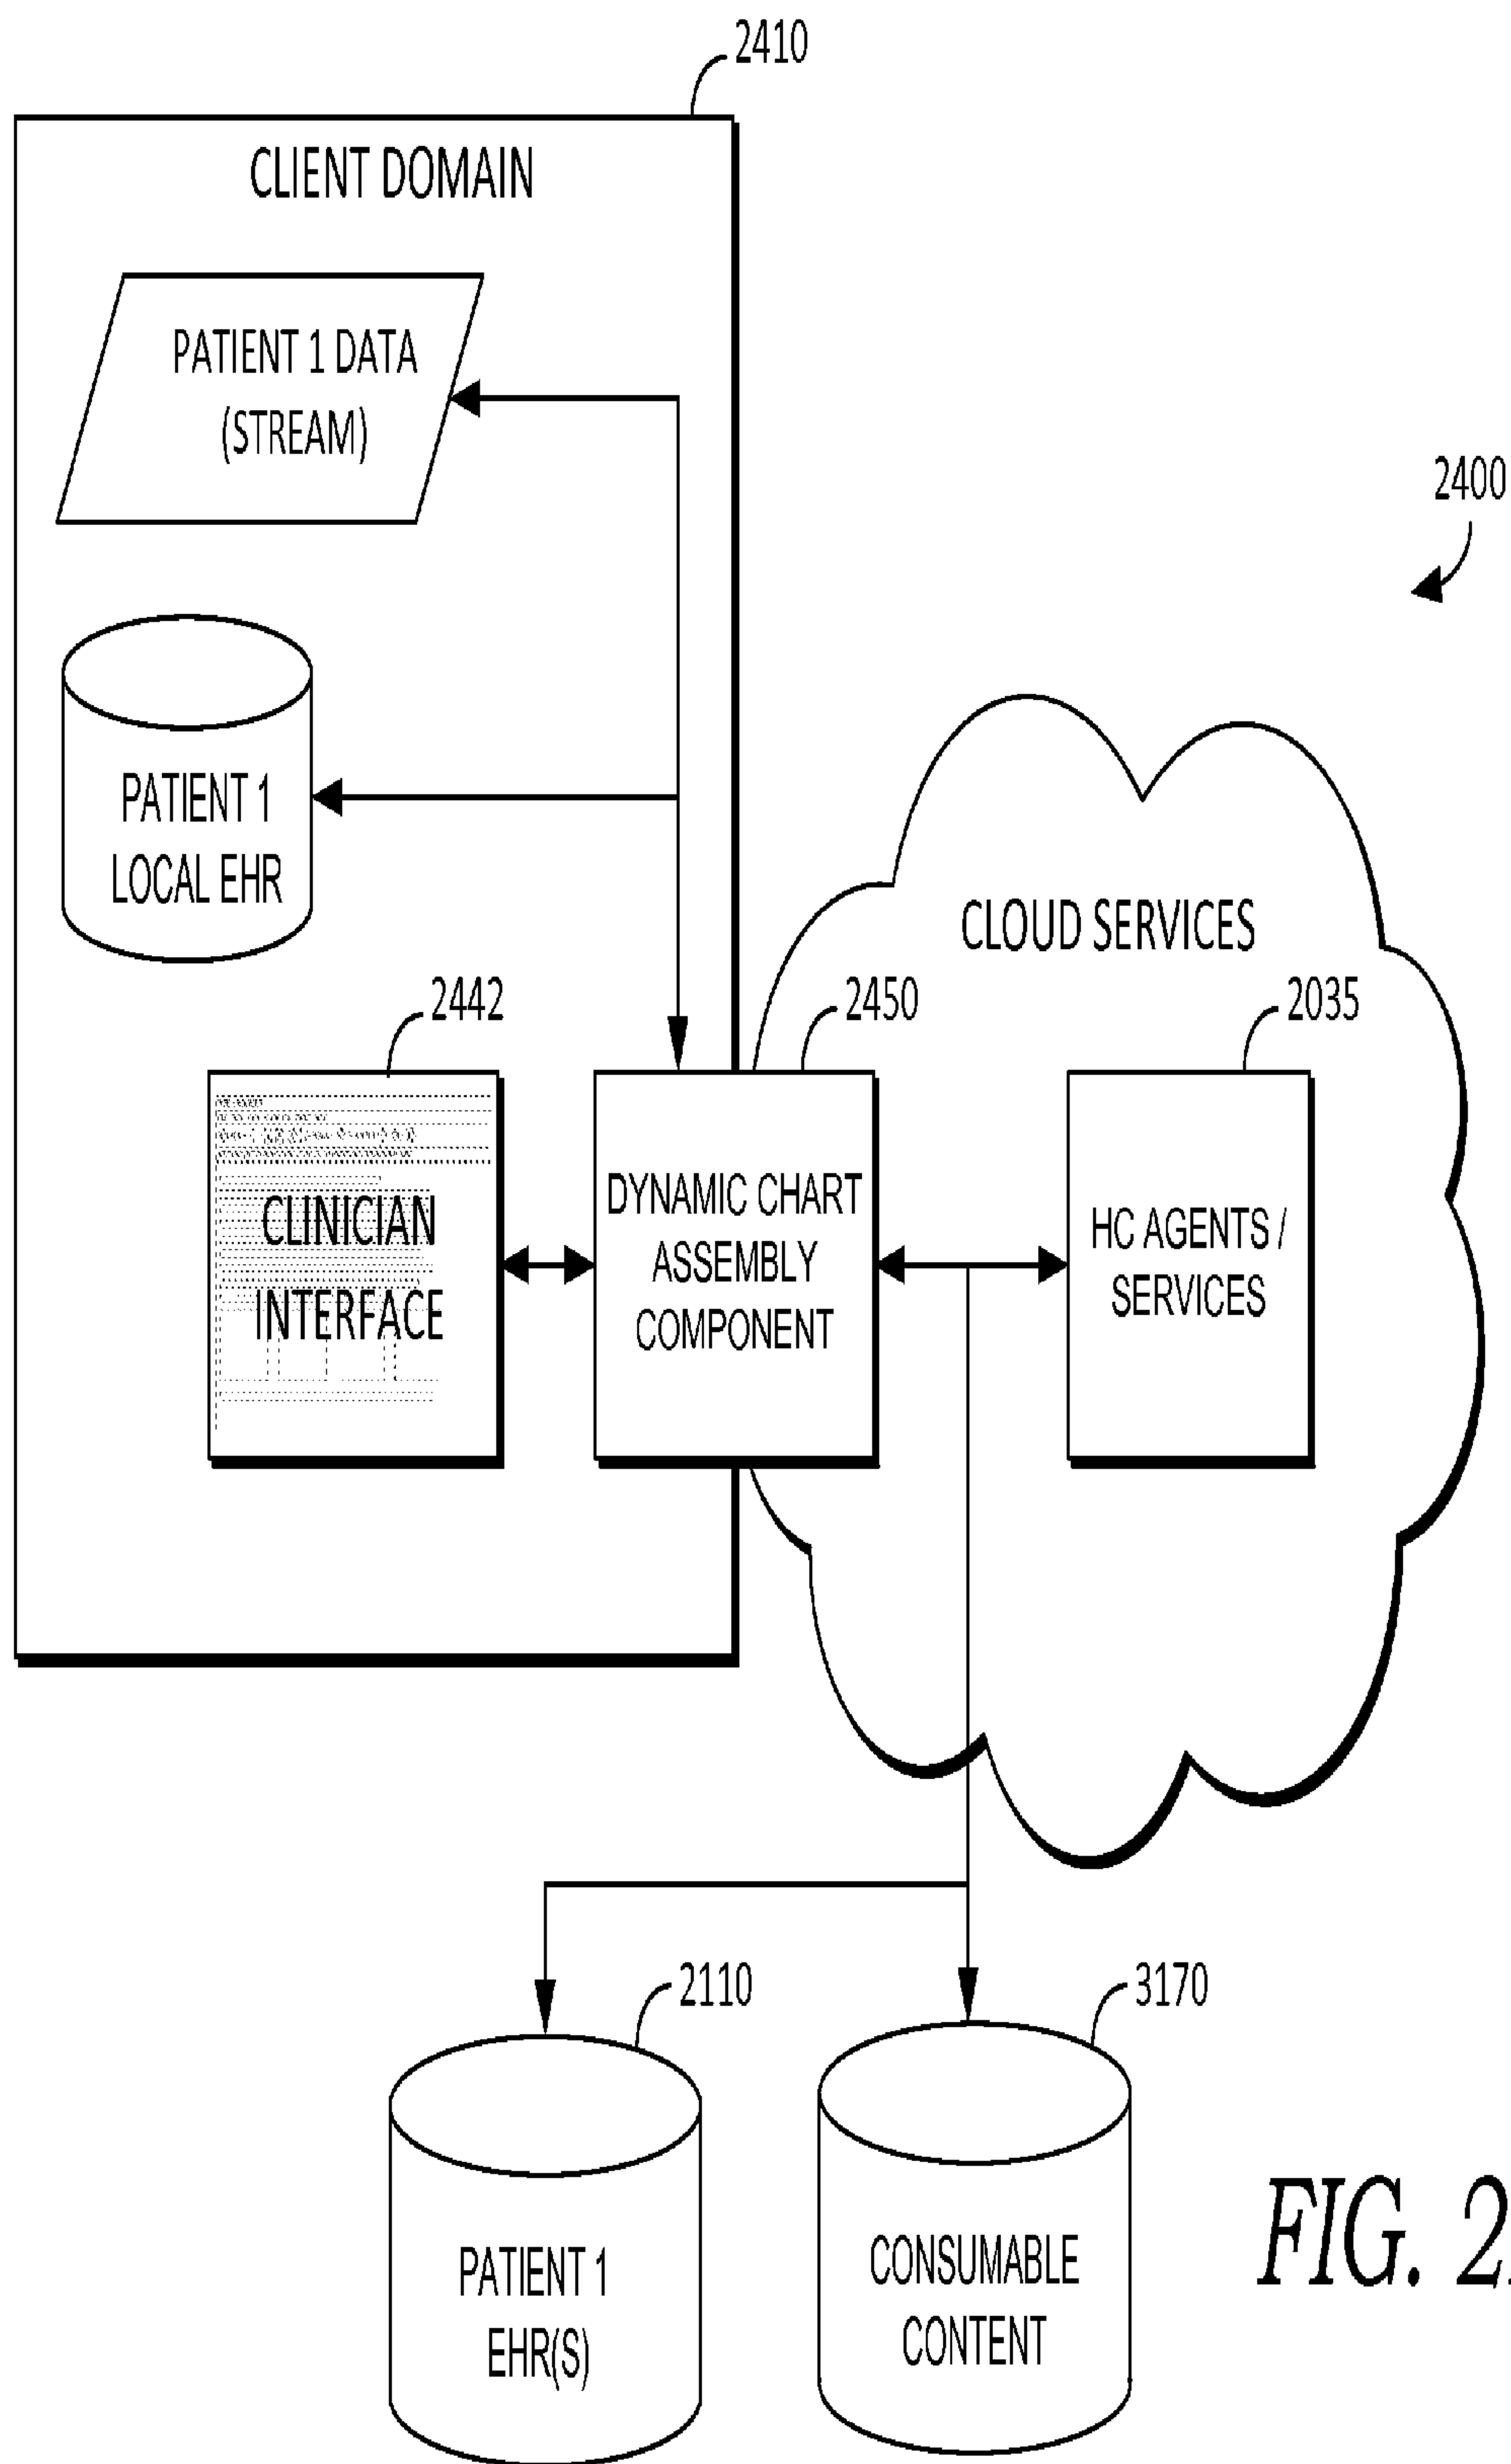 2410
CLIENT DOMAIN
PATIENT 1 DATA
(STREAM)
2400
PATIENT 1
LOCAL EHR
CLOUD SERVICES
2442
2450
2035
CLINICIAN
INTERFACE
DYNAMIC CHART
ASSEMBLY
COMPONENT
HC AGENTS /
SERVICES
2110
3170
PATIENT 1
EHR(S)
CONSUMABLE
CONTENT
FIG. 2